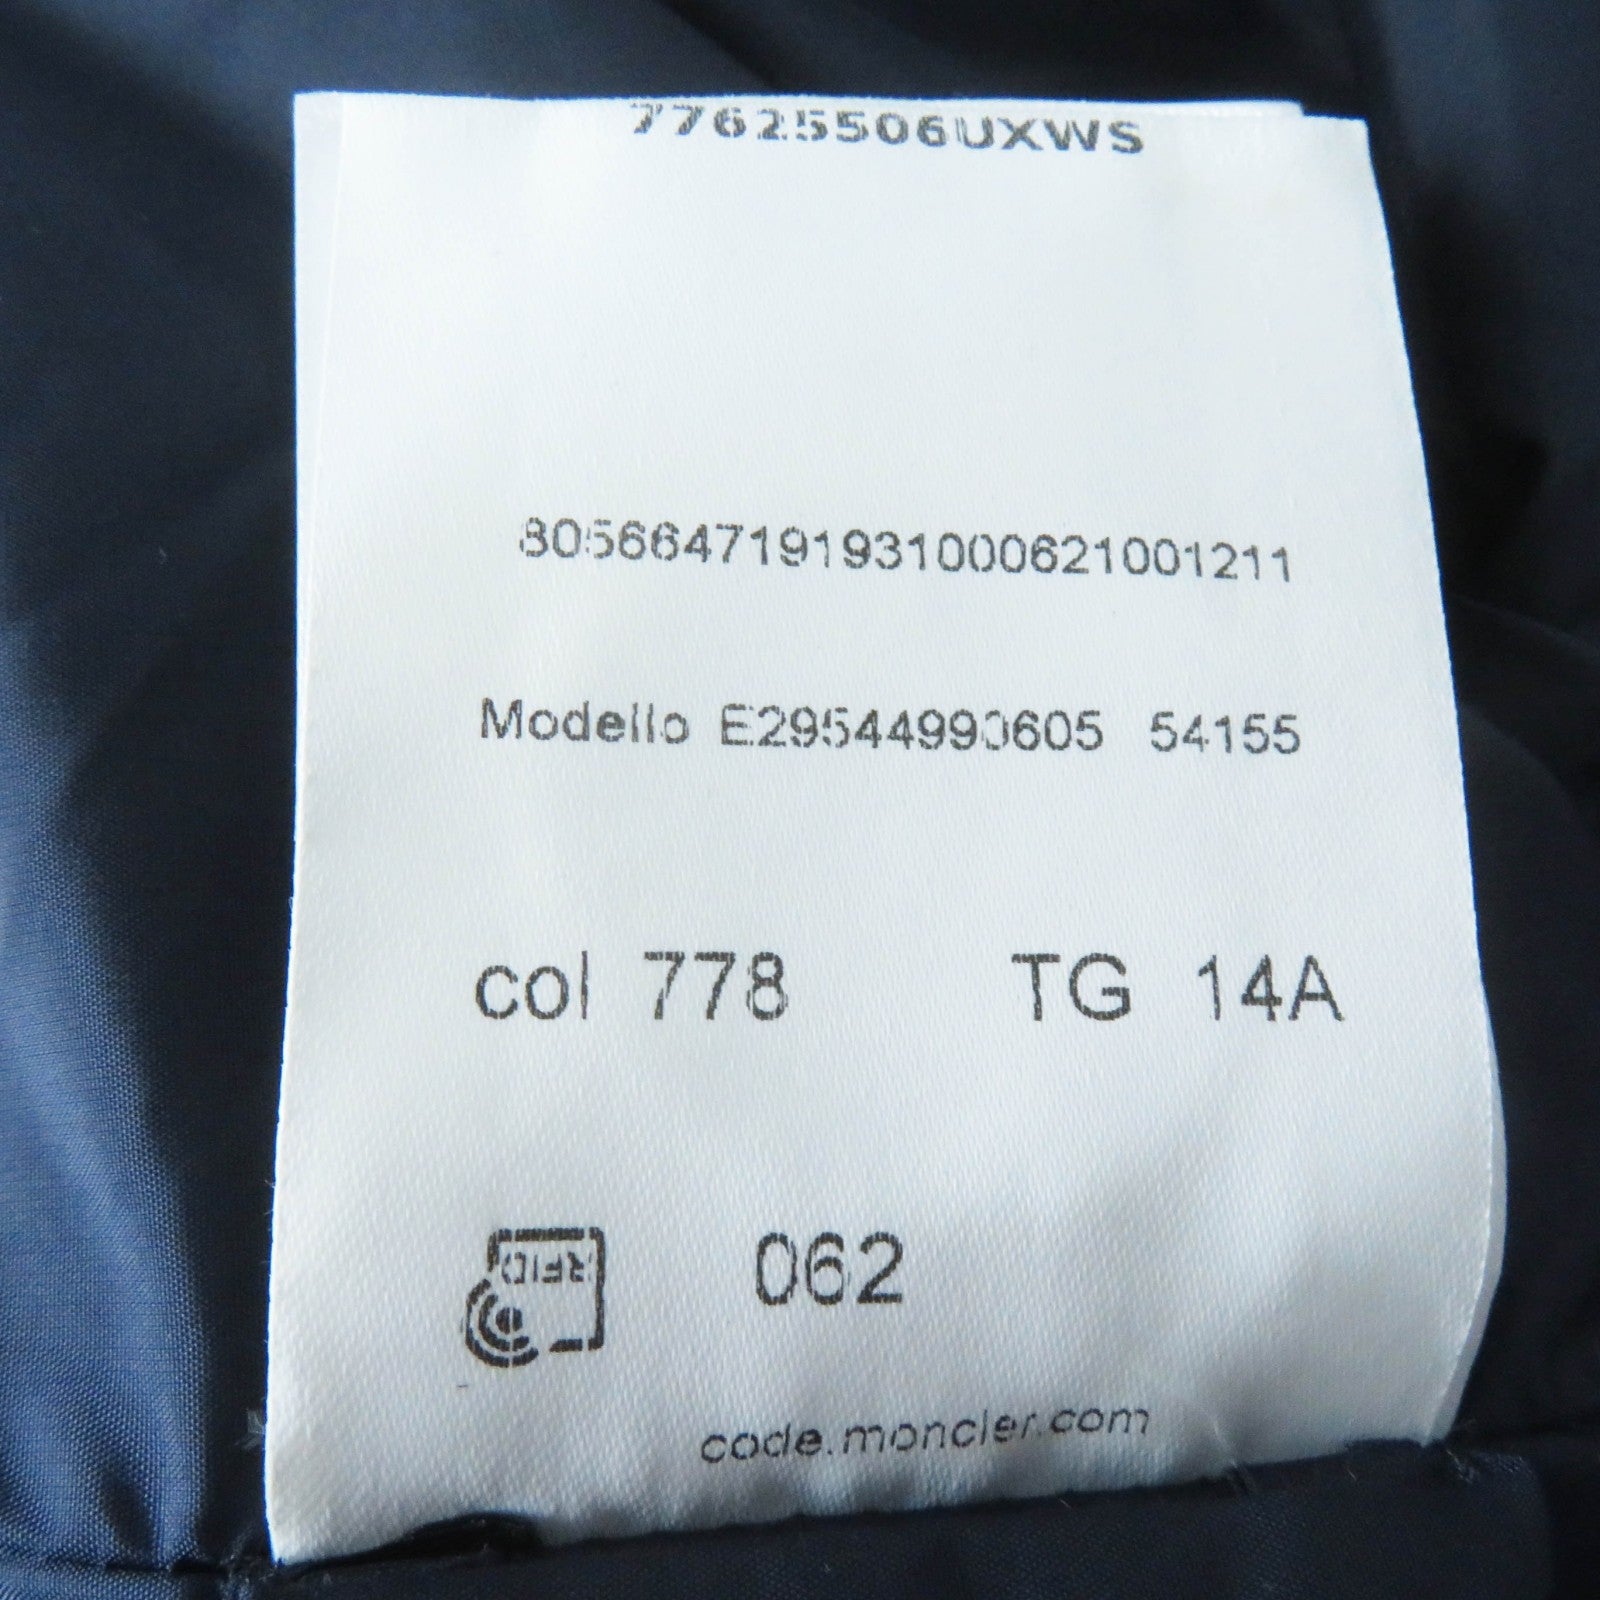 77625506UXWS
8056647191931000621001211
Modello E29544990605 54155
col 778 TG 14A
RFID
062
code.moncler.com